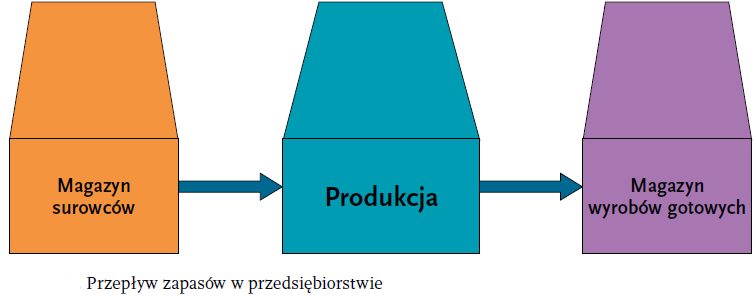 Magazyn
surowców
Produkcja
Magazyn
wyrobów gotowych
Przepływ zapasów w przedsiębiorstwie